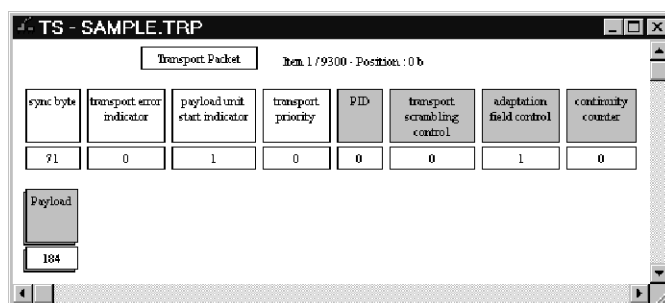 TS - SAMPLE.TRP
Transport Packet Item 1 / 9300 - Position : 0 b
sync byte transport error indicator payload unit start indicator transport priority PID transport scrambling control adaptation field control continuity counter
71 0 1 0 0 0 1 0
Payload
184